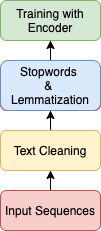 Training with
Encoder
Stopwords
&
Lemmatization
Text Cleaning
Input Sequences